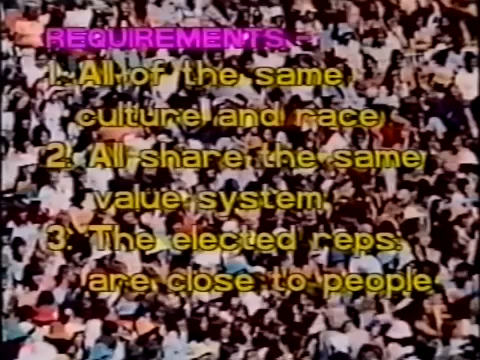 REQUIREMENTS:-
1. All of the same
culture and race
2. All share the same
value system
3. The elected reps.
are close to people